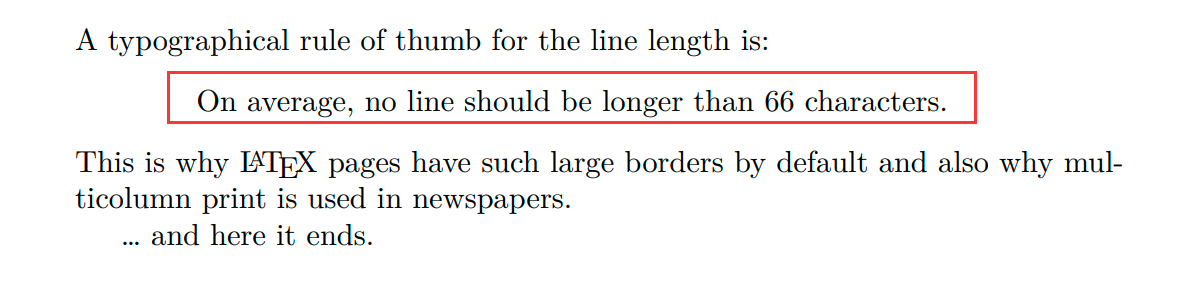 A typographical rule of thumb for the line length is:
On average, no line should be longer than 66 characters.
This is why LATEX pages have such large borders by default and also why mul-
ticolumn print is used in newspapers.
... and here it ends.